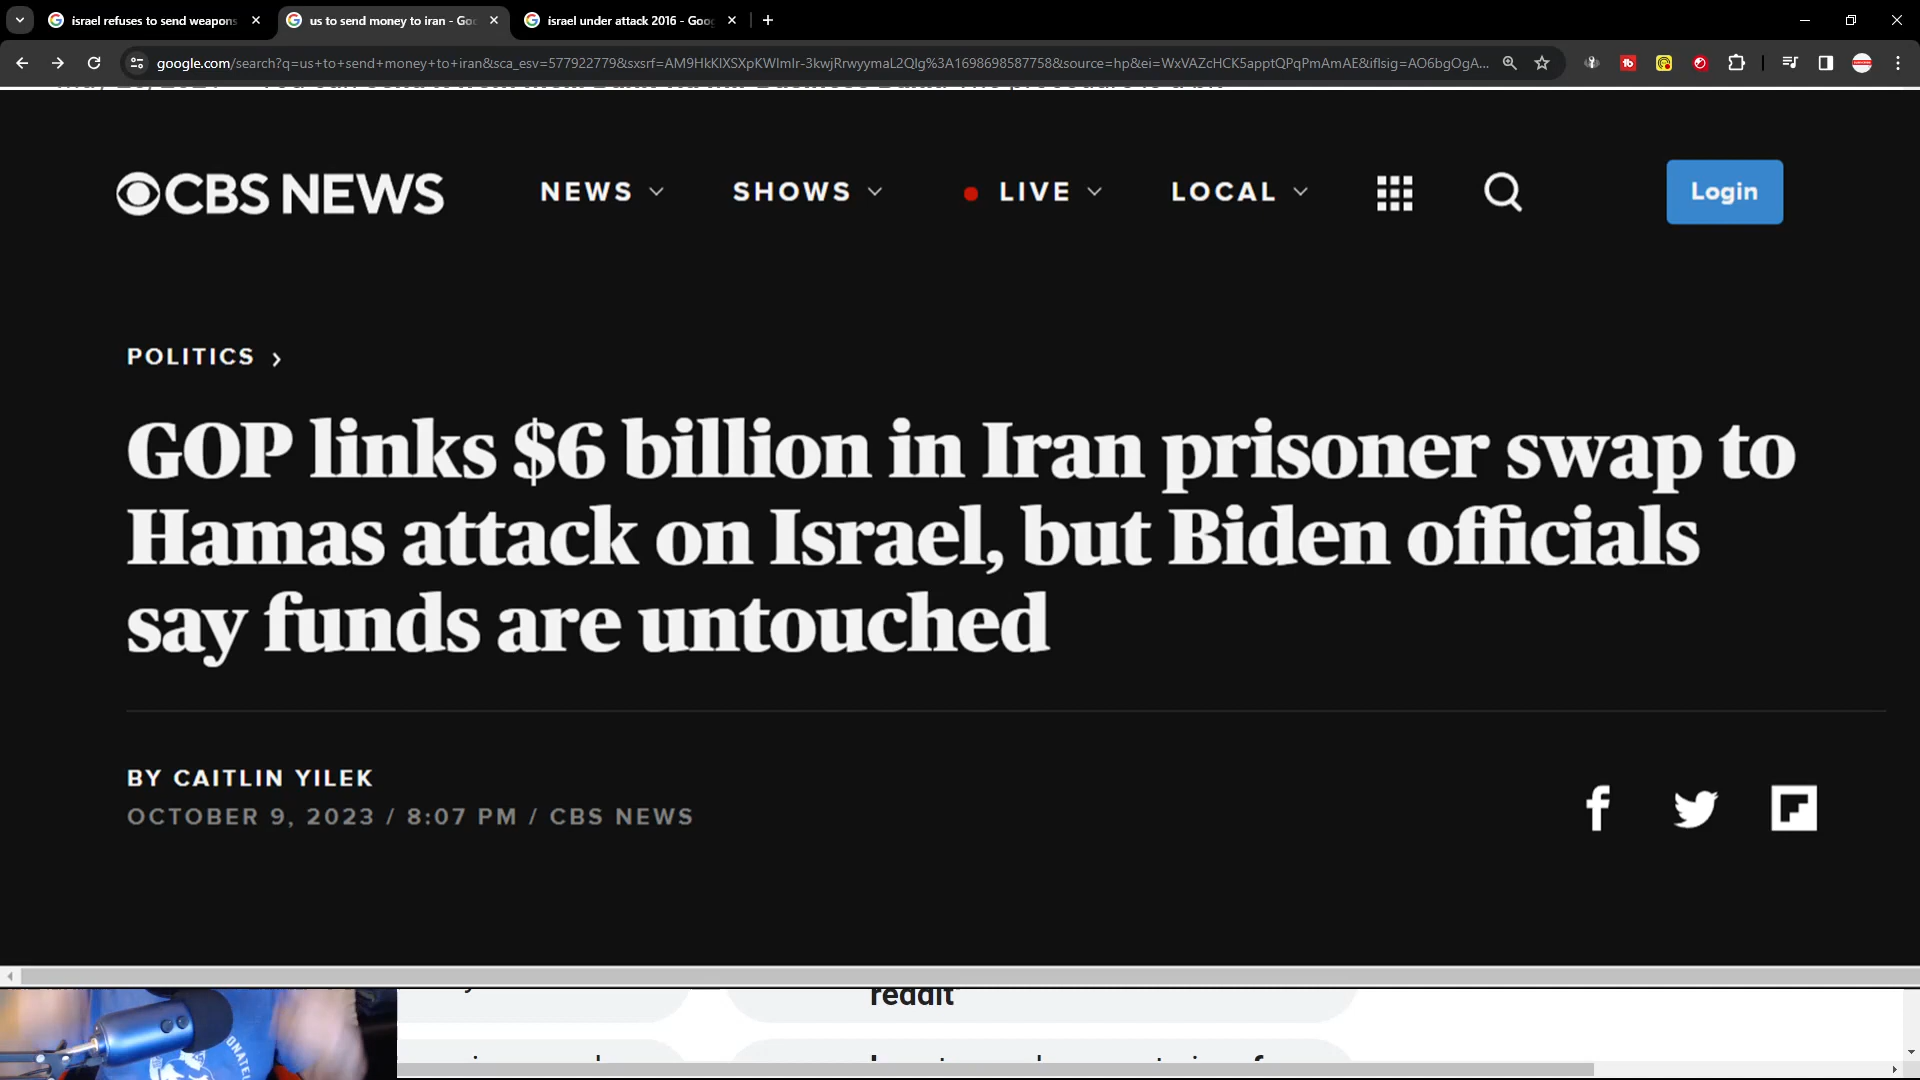 israel refuses to send weapons
us to send money to iran - Goo
israel under attack 2016 - Goog
google.com/search?q=us+to+send+money+to+iran&sca_esv=577922779&sxsrf=AM9HkKlXSXpKWlmlr-3kwjRrwyymaL2Qlg%3A1698698587758&source=hp&ei=WxVAZcHCK5apptQPqPmAmAE&iflsig=AO6bgOgA...
CBS NEWS
NEWS
SHOWS
LIVE
LOCAL
Login
POLITICS
GOP links $6 billion in Iran prisoner swap to
Hamas attack on Israel, but Biden officials
say funds are untouched
BY CAITLIN YILEK
OCTOBER 9, 2023 / 8:07 PM / CBS NEWS
reddit